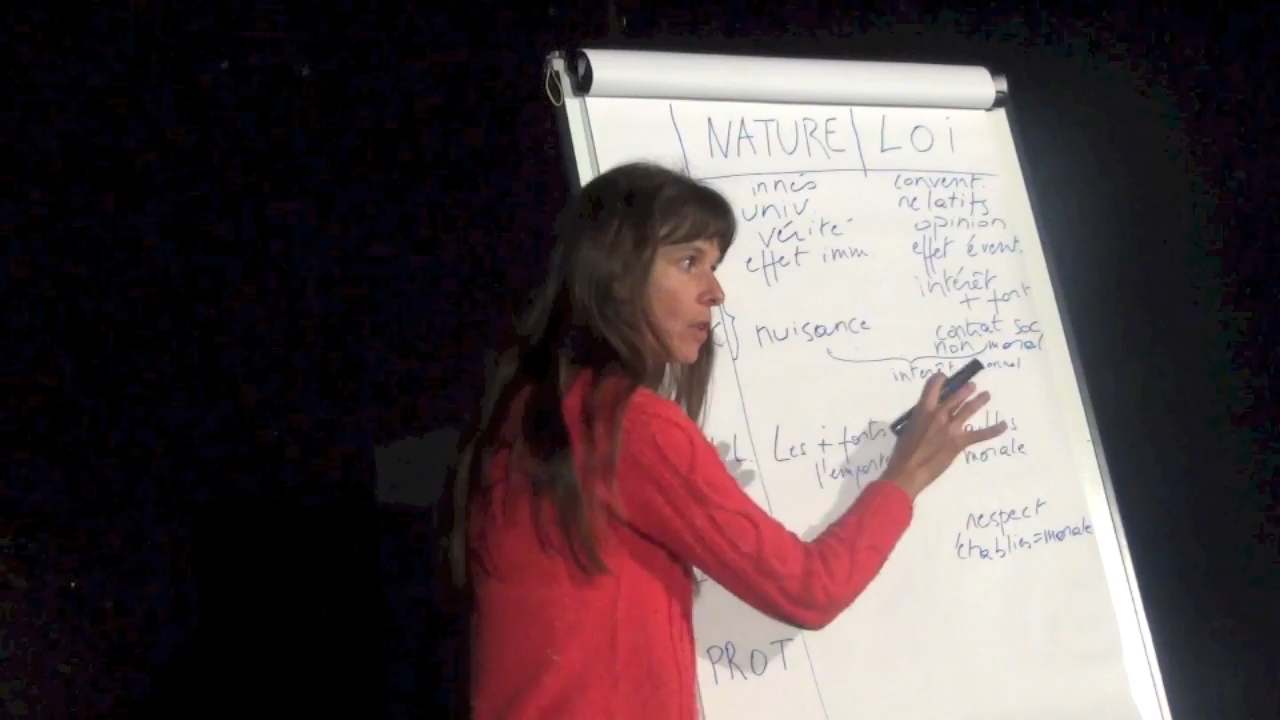 NATURE LOI
innés convent.
univ. relatifs
vérité opinion
effet imm effet évent.
intérêt
+ fort
nuisance contrat soc
non moral
L. Les + forts
l'emporte morale
respect
établies=morale
PROT